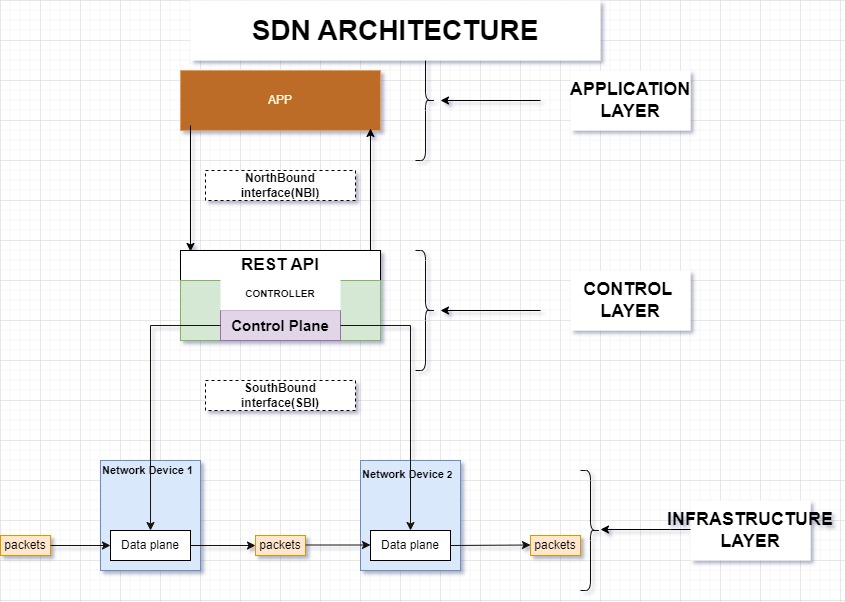 SDN ARCHITECTURE
APP
APPLICATION
LAYER
NorthBound
interface(NBI)
REST API
CONTROLLER
Control Plane
CONTROL
LAYER
SouthBound
interface(SBI)
Network Device 1
Network Device 2
packets
Data plane
packets
Data plane
packets
INFRASTRUCTURE
LAYER